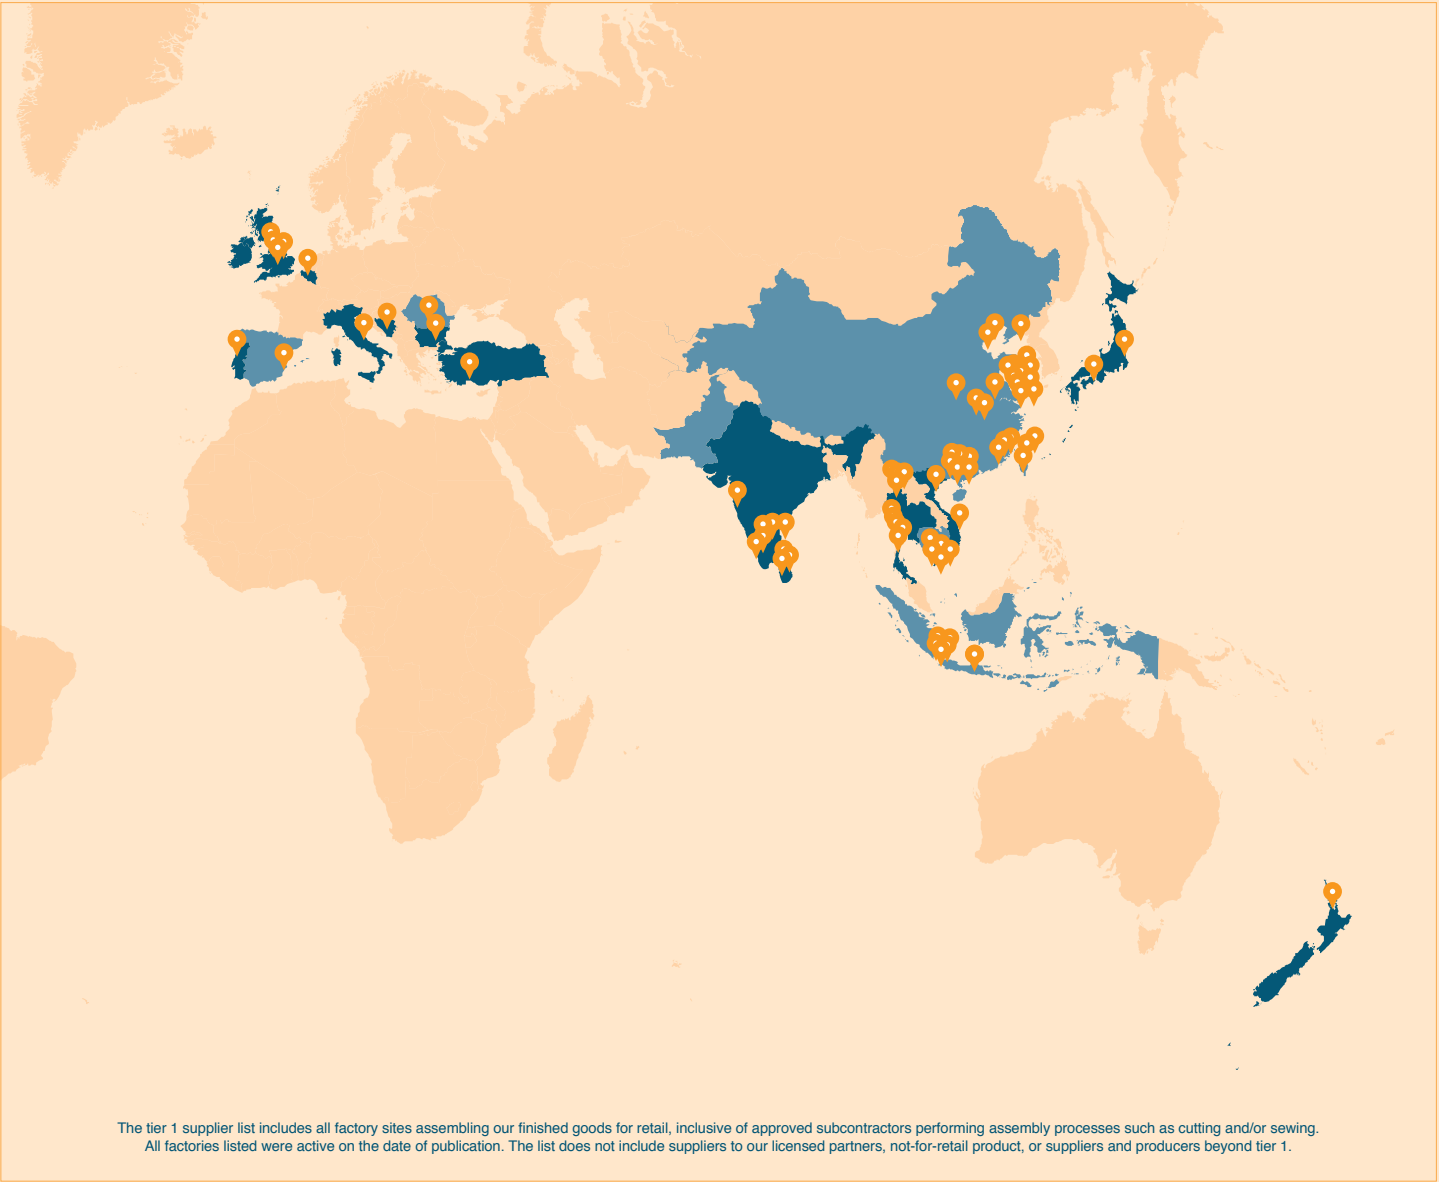 The tier 1 supplier list includes all factory sites assembling our finished goods for retail, inclusive of approved subcontractors performing assembly processes such as cutting and/or sewing.
All factories listed were active on the date of publication. The list does not include suppliers to our licensed partners, not-for-retail product, or suppliers and producers beyond tier 1.